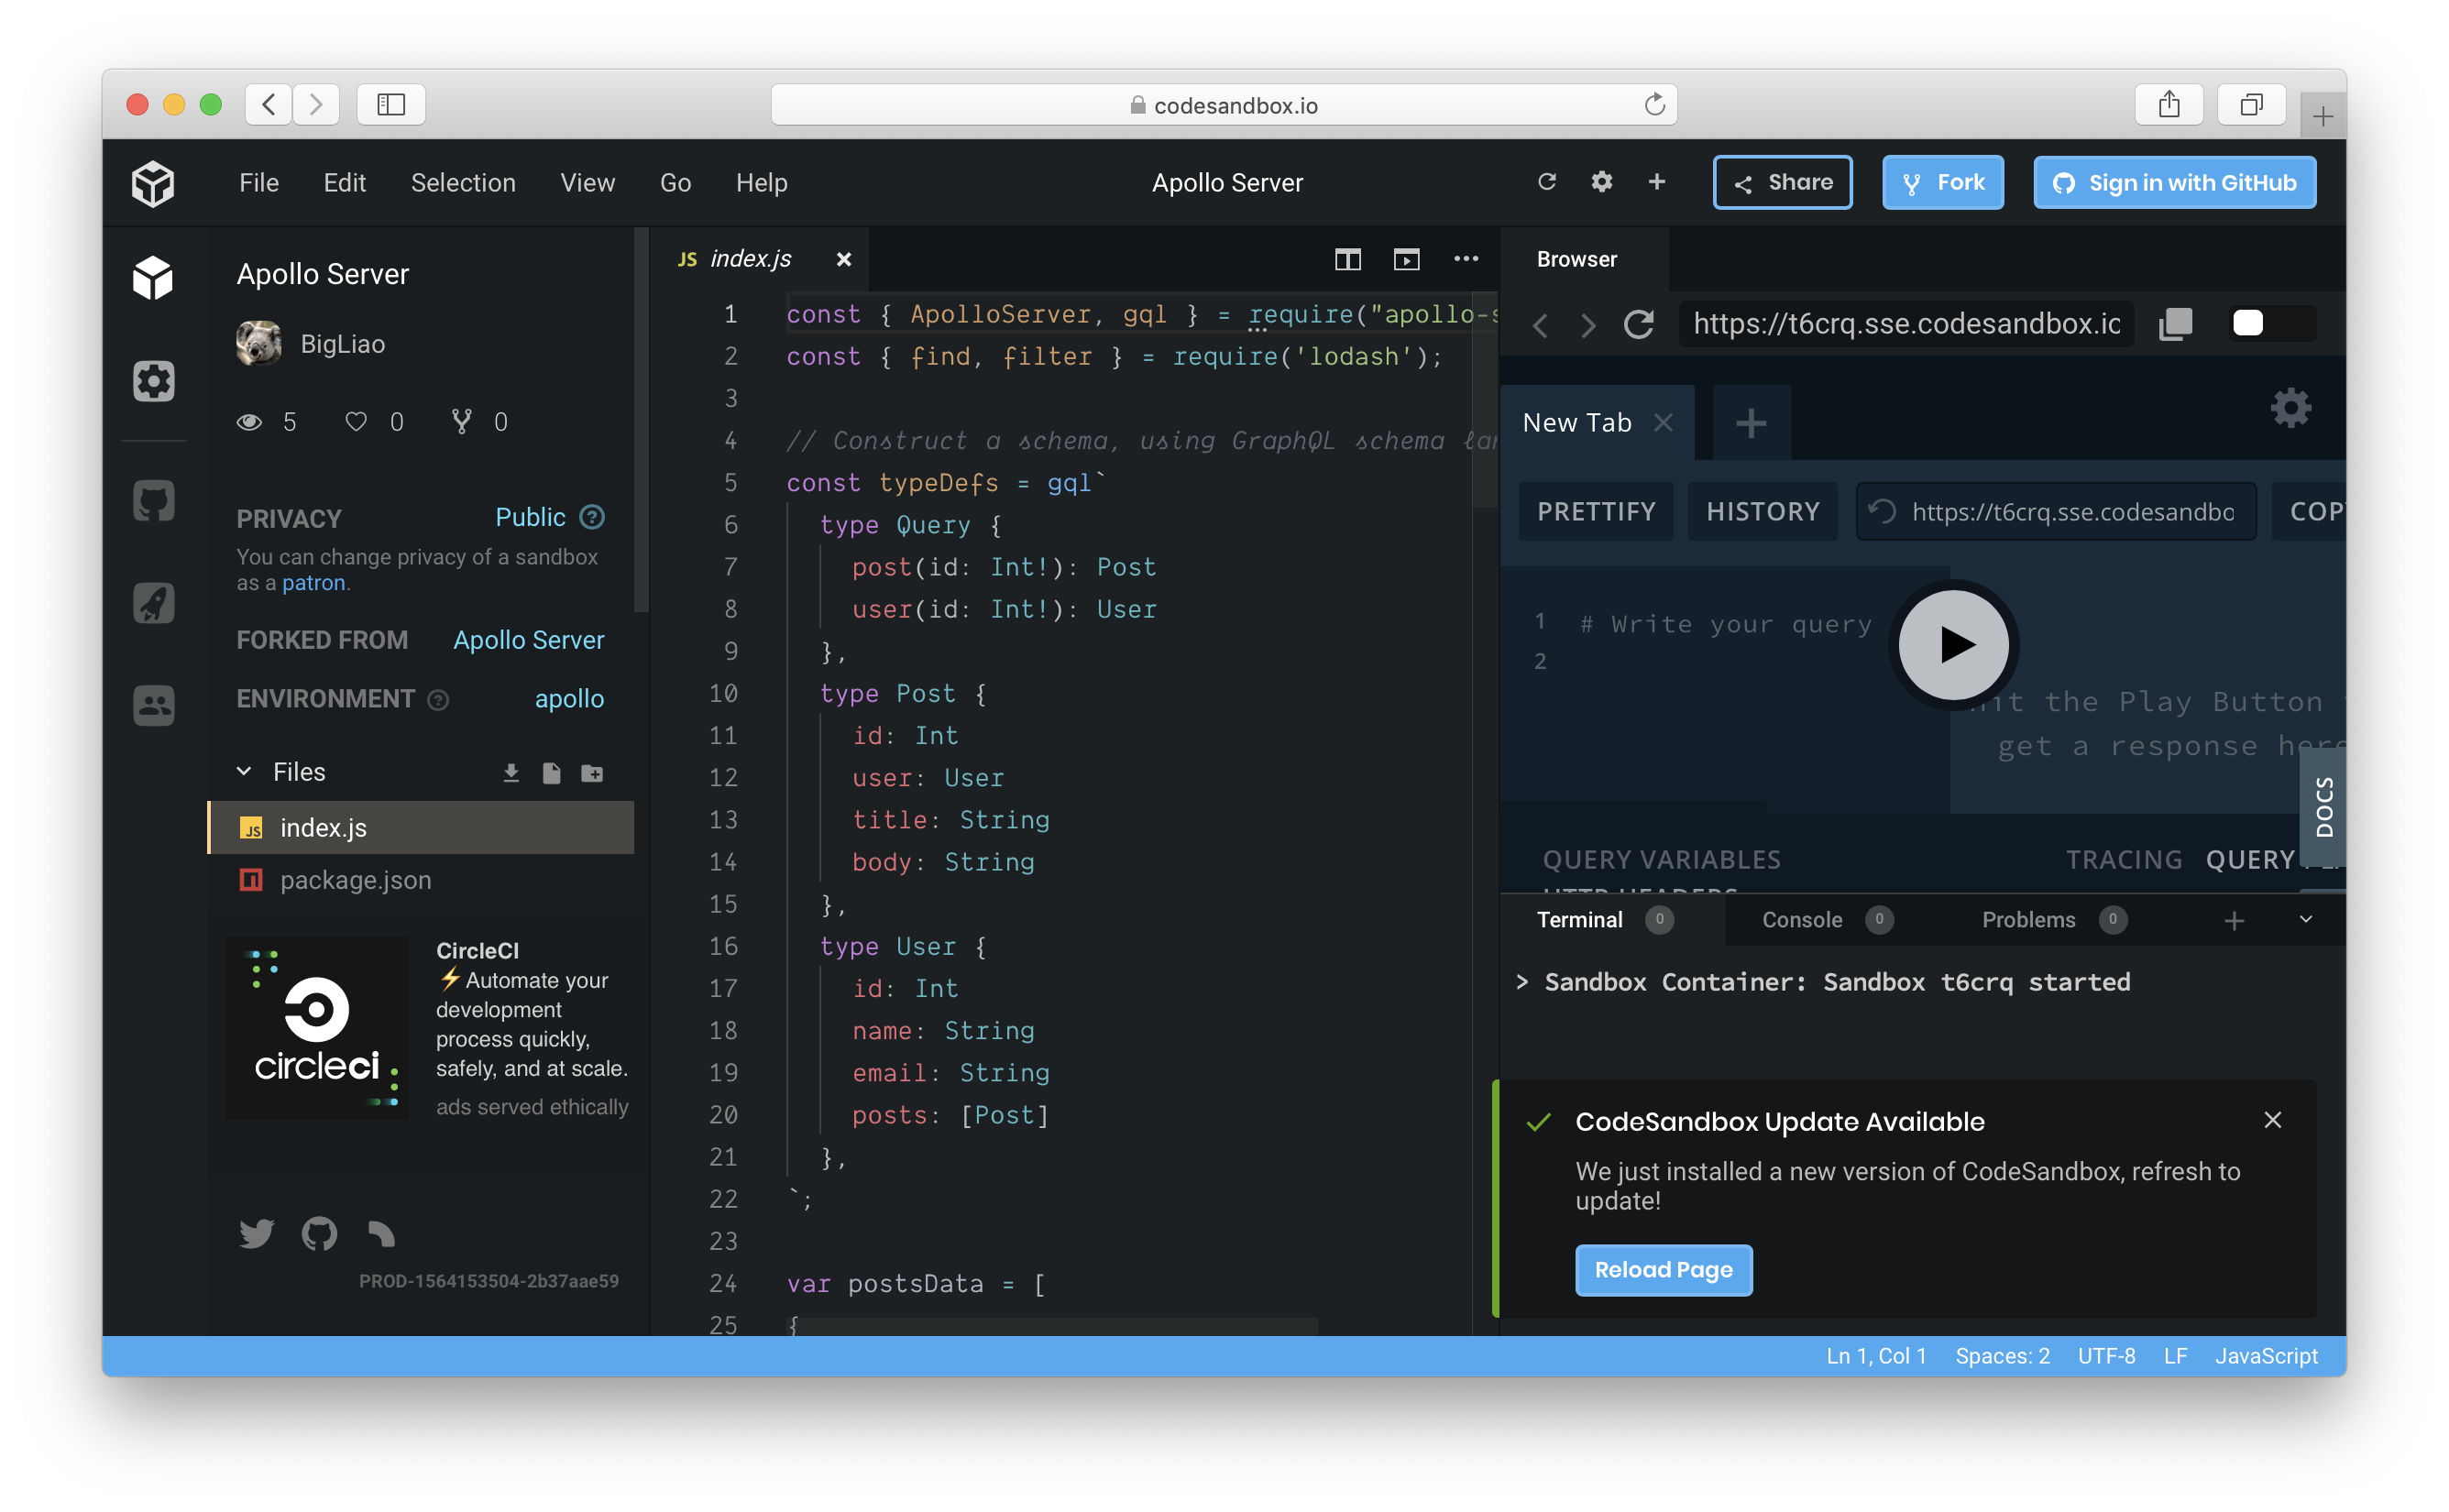 codesandbox.io
File Edit Selection View Go Help
Apollo Server
Share
Fork
Sign in with GitHub
Apollo Server
BigLiao
5 0 0
PRIVACY Public ?
You can change privacy of a sandbox
as a patron.
FORKED FROM Apollo Server
ENVIRONMENT ? apollo
Files
JS index.js
package.json
circleci
CircleCI
⚡Automate your
development
process quickly,
safely, and at scale.
ads served ethically
PROD-1564153504-2b37aae59
JS index.js
1 const { ApolloServer, gql } = require("apollo-s
2 const { find, filter } = require('lodash');
3
4 // Construct a schema, using GraphQL schema lan
5 const typeDefs = gql`
6 type Query {
7 post(id: Int!): Post
8 user(id: Int!): User
9 },
10 type Post {
11 id: Int
12 user: User
13 title: String
14 body: String
15 },
16 type User {
17 id: Int
18 name: String
19 email: String
20 posts: [Post]
21 },
22 `;
23
24 var postsData = [
25 {
Browser
https://t6crq.sse.codesandbox.io
New Tab
PRETTIFY HISTORY https://t6crq.sse.codesandbo COP
1 # Write your query
2
the Play Button
get a response here
DOCS
QUERY VARIABLES TRACING QUERY
HTTP HEADERS
Terminal 0 Console 0 Problems 0
> Sandbox Container: Sandbox t6crq started
CodeSandbox Update Available
We just installed a new version of CodeSandbox, refresh to
update!
Reload Page
Ln 1, Col 1 Spaces: 2 UTF-8 LF JavaScript